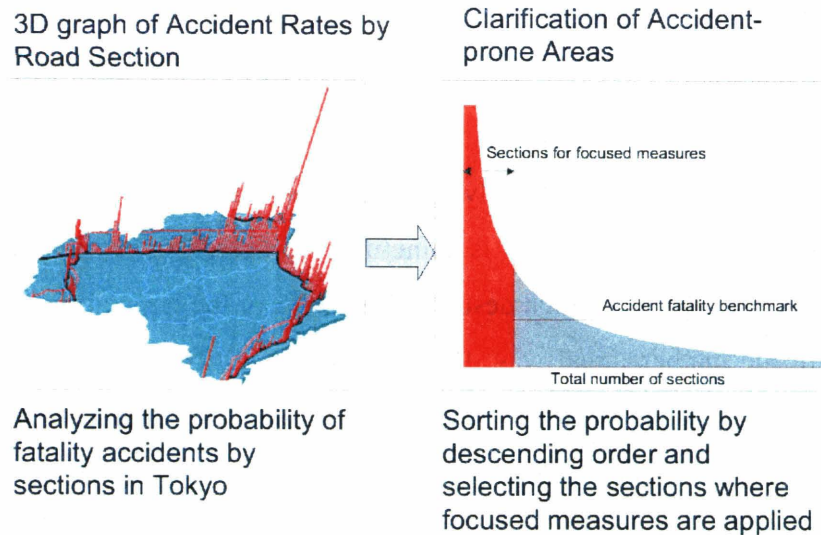 3D graph of Accident Rates by
Road Section
Clarification of Accident-
prone Areas
Sections for focused measures
Accident fatality benchmark
Total number of sections
Analyzing the probability of
fatality accidents by
sections in Tokyo
Sorting the probability by
descending order and
selecting the sections where
focused measures are applied